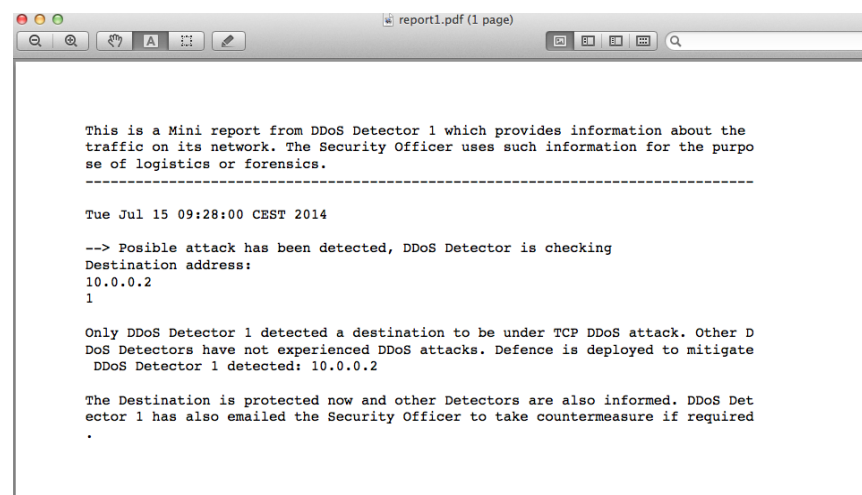 report1.pdf (1 page)
A
This is a Mini report from DDoS Detector 1 which provides information about the
traffic on its network. The Security Officer uses such information for the purpo
se of logistics or forensics.
--------------------------------------------------------------------------------
Tue Jul 15 09:28:00 CEST 2014
--> Posible attack has been detected, DDoS Detector is checking
Destination address:
10.0.0.2
1
Only DDoS Detector 1 detected a destination to be under TCP DDoS attack. Other D
DoS Detectors have not experienced DDoS attacks. Defence is deployed to mitigate
 DDoS Detector 1 detected: 10.0.0.2
The Destination is protected now and other Detectors are also informed. DDoS Det
ector 1 has also emailed the Security Officer to take countermeasure if required
.